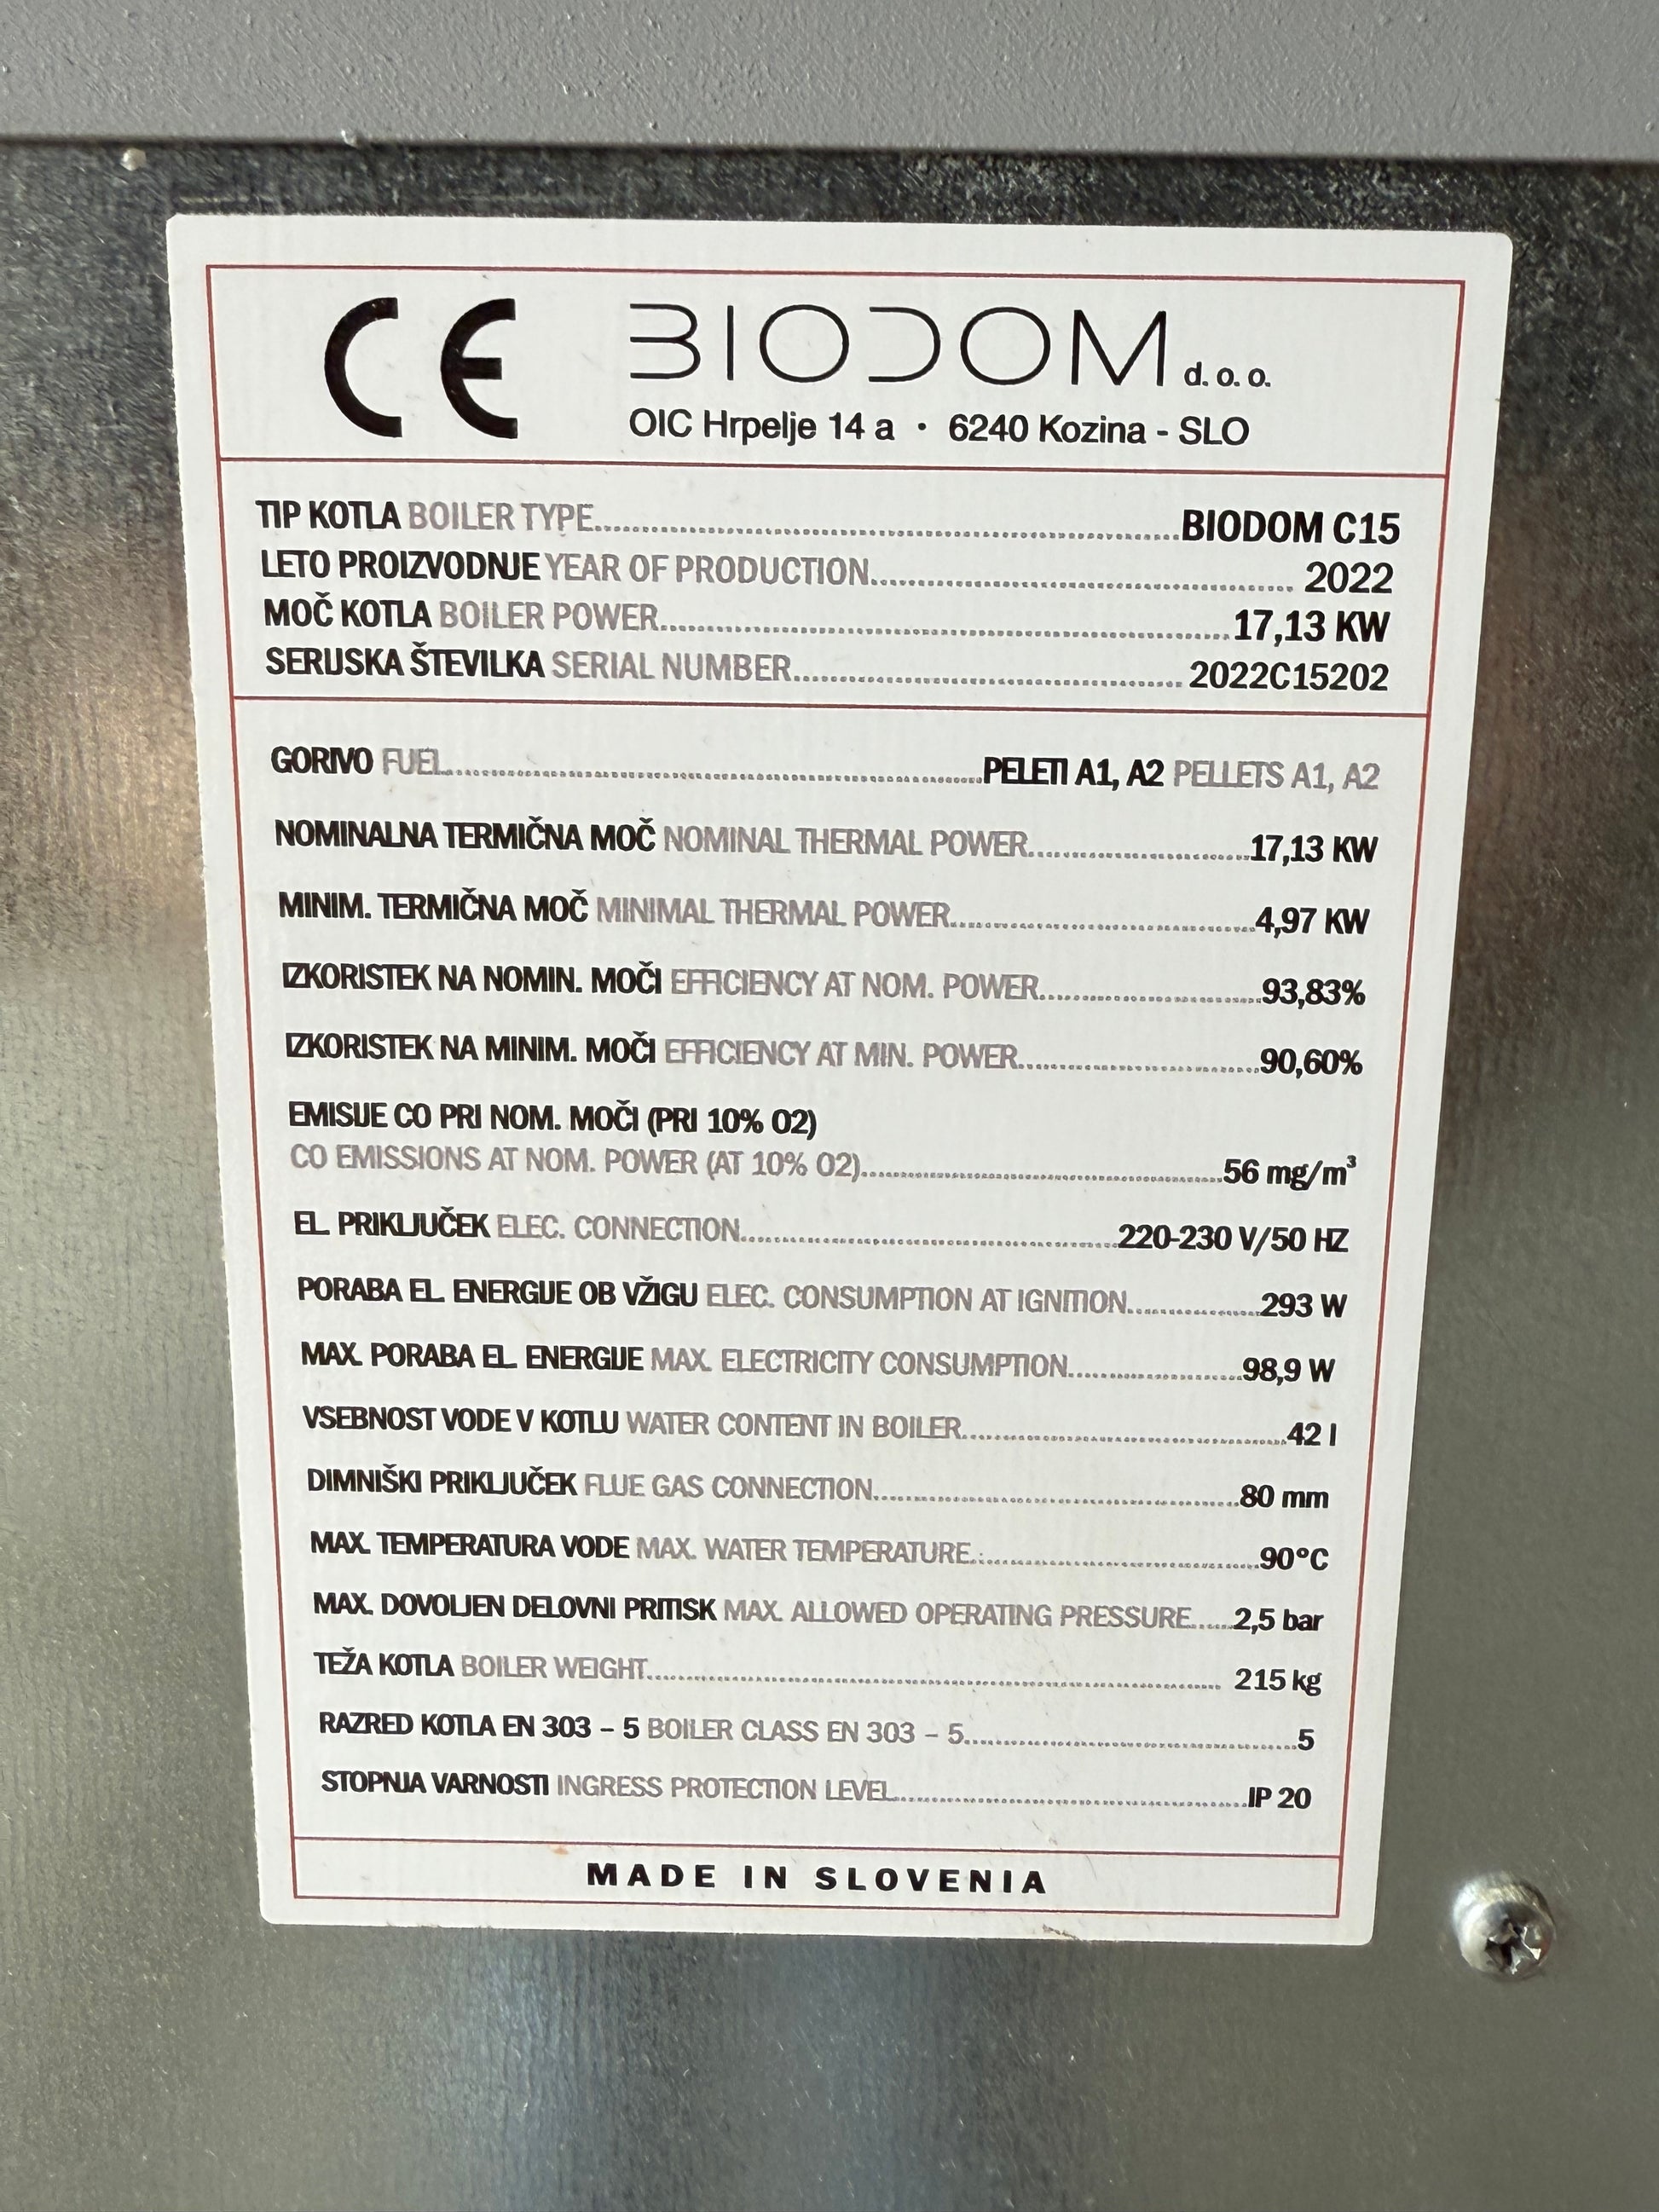 CE BIODOM d. o. o.
OIC Hrpelje 14 a • 6240 Kozina - SLO
TIP KOTLA BOILER TYPE BIODOM C15
LETO PROIZVODNJE YEAR OF PRODUCTION 2022
MOČ KOTLA BOILER POWER 17,13 KW
SERIJSKA ŠTEVILKA SERIAL NUMBER 2022C15202
GORIVO FUEL PELETI A1, A2 PELLETS A1, A2
NOMINALNA TERMIČNA MOČ NOMINAL THERMAL POWER 17,13 KW
MINIM. TERMIČNA MOČ MINIMAL THERMAL POWER 4,97 KW
IZKORISTEK NA NOMIN. MOČI EFFICIENCY AT NOM. POWER 93,83%
IZKORISTEK NA MINIM. MOČI EFFICIENCY AT MIN. POWER 90,60%
EMISIJE CO PRI NOM. MOČI (PRI 10% O2)
CO EMISSIONS AT NOM. POWER (AT 10% O2) 56 mg/m³
EL. PRIKLJUČEK ELEC. CONNECTION 220-230 V/50 HZ
PORABA EL. ENERGIJE OB VŽIGU ELEC. CONSUMPTION AT IGNITION 293 W
MAX. PORABA EL. ENERGIJE MAX. ELECTRICITY CONSUMPTION 98,9 W
VSEBNOST VODE V KOTLU WATER CONTENT IN BOILER 42 l
DIMNIŠKI PRIKLJUČEK FLUE GAS CONNECTION 80 mm
MAX. TEMPERATURA VODE MAX. WATER TEMPERATURE 90°C
MAX. DOVOLJEN DELOVNI PRITISK MAX. ALLOWED OPERATING PRESSURE 2,5 bar
TEŽA KOTLA BOILER WEIGHT 215 kg
RAZRED KOTLA EN 303 – 5 BOILER CLASS EN 303 – 5 5
STOPNJA VARNOSTI INGRESS PROTECTION LEVEL IP 20
MADE IN SLOVENIA